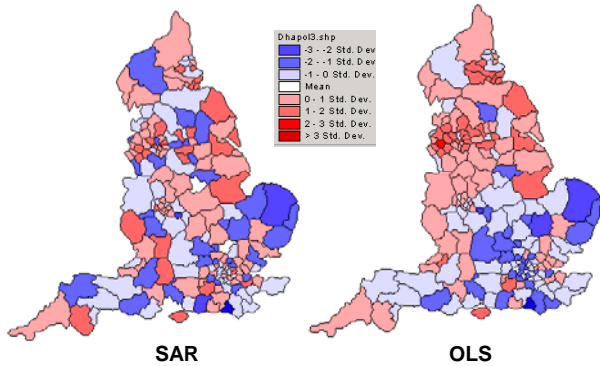 Dhapol3.shp
-3 - -2 Std. Dev.
-2 - -1 Std. Dev.
-1 - 0 Std. Dev.
Mean
0 - 1 Std. Dev.
1 - 2 Std. Dev.
2 - 3 Std. Dev.
> 3 Std. Dev.
SAR
OLS